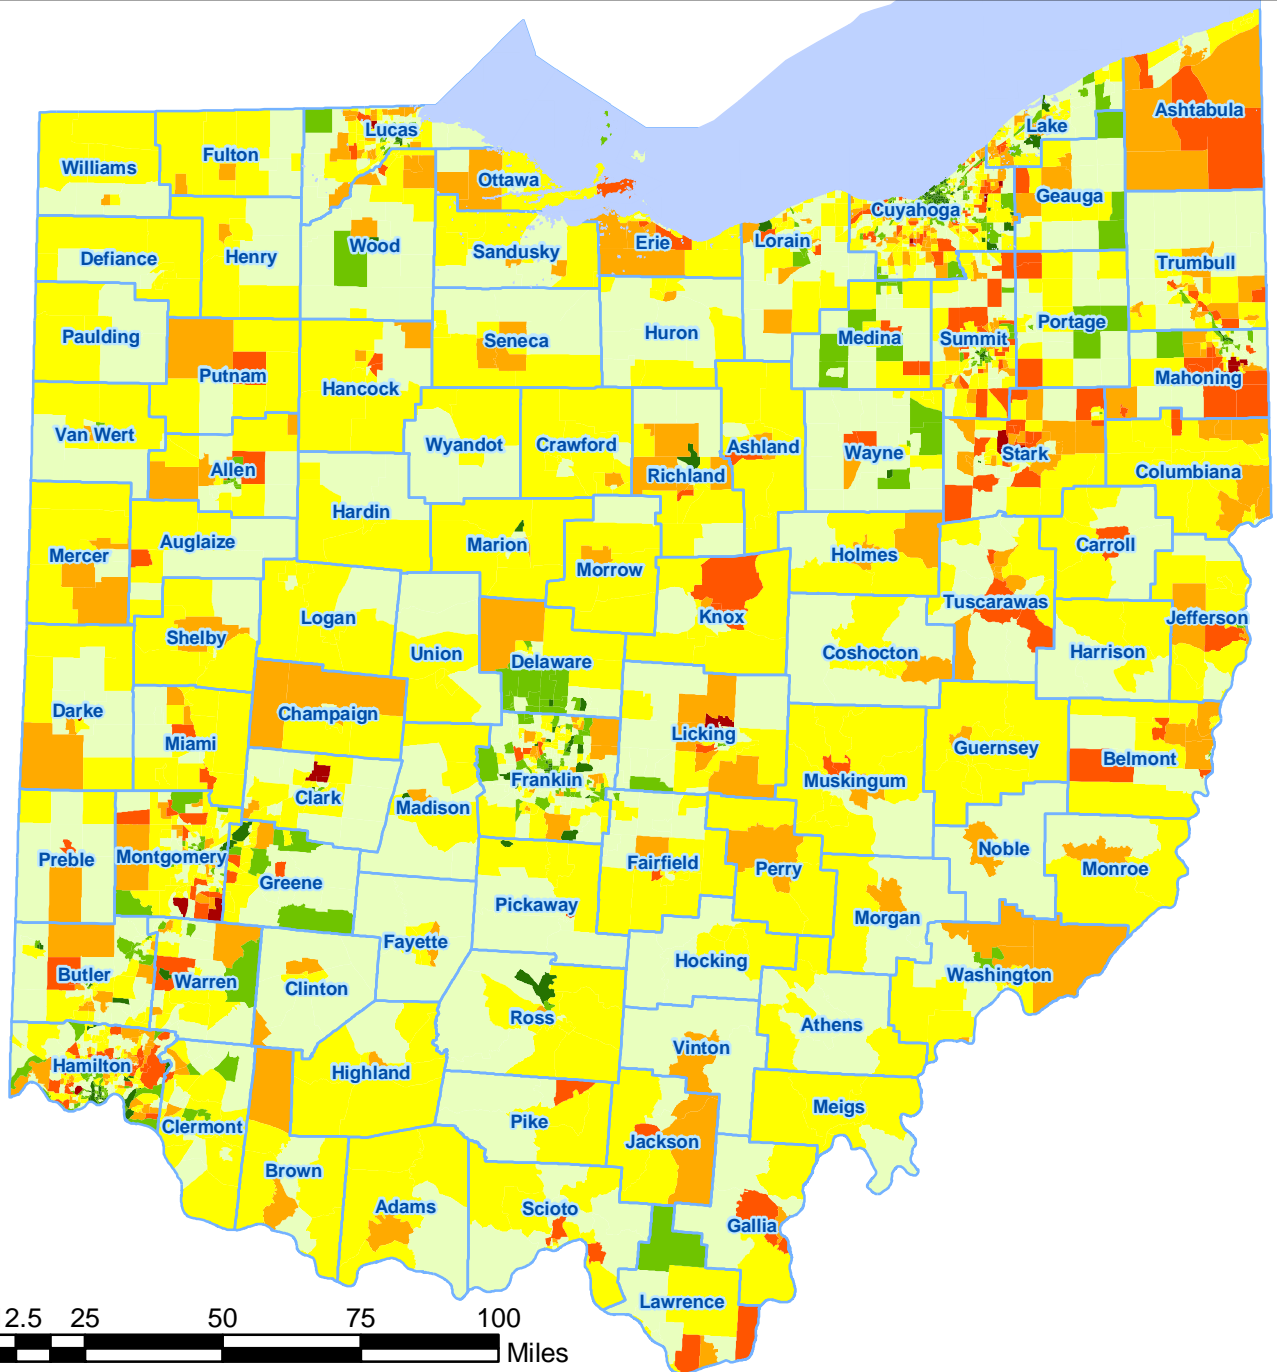 Ashtabula
Lake
Lucas
Williams
Fulton
Ottawa
Geauga
Cuyahoga
Lorain
Erie
Wood
Sandusky
Henry
Defiance
Trumbull
Portage
Huron
Medina
Summit
Seneca
Paulding
Putnam
Mahoning
Hancock
Van Wert
Wyandot
Crawford
Ashland
Wayne
Stark
Allen
Richland
Columbiana
Hardin
Auglaize
Marion
Carroll
Mercer
Holmes
Morrow
Tuscarawas
Logan
Knox
Jefferson
Shelby
Union
Coshocton
Harrison
Delaware
Darke
Champaign
Miami
Licking
Guernsey
Belmont
Franklin
Muskingum
Clark
Madison
Noble
Preble
Montgomery
Fairfield
Perry
Monroe
Greene
Pickaway
Morgan
Fayette
Hocking
Butler
Warren
Clinton
Washington
Ross
Athens
Vinton
Hamilton
Highland
Meigs
Pike
Clermont
Jackson
Brown
Adams
Scioto
Gallia
Lawrence
2.5 25 50 75 100
Miles